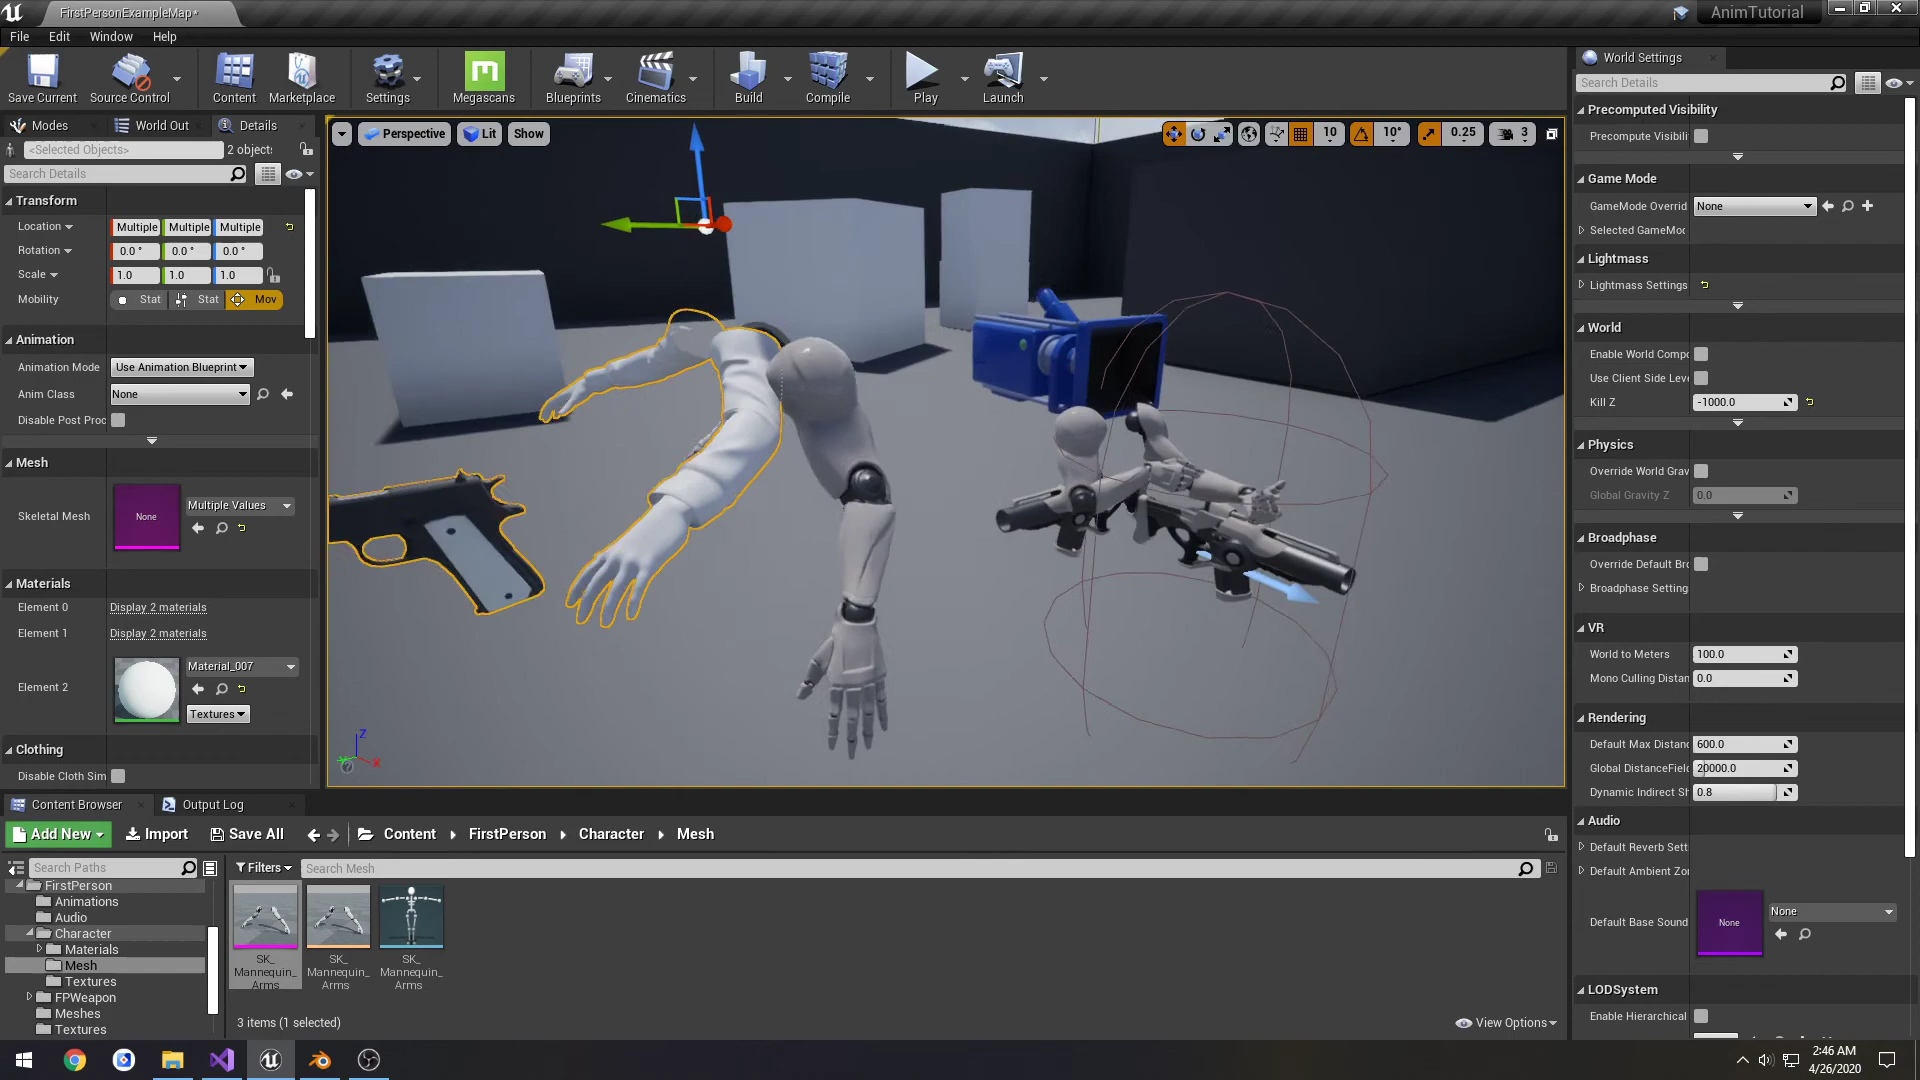 FirstPersonExampleMap*
AnimTutorial
File Edit Window Help
Save Current
Source Control
Content
Marketplace
Settings
Megascans
Blueprints
Cinematics
Build
Compile
Play
Launch
Modes
World Out
Details
<Selected Objects>
2 object:
Search Details
Transform
Location
Multiple Multiple Multiple
Rotation
0.0 ° 0.0 ° 0.0 °
Scale
1.0 1.0 1.0
Mobility
Stat Stat Mov
Animation
Animation Mode
Use Animation Blueprint
Anim Class
None
Disable Post Proc
Mesh
Skeletal Mesh
None
Multiple Values
Materials
Element 0
Display 2 materials
Element 1
Display 2 materials
Element 2
Material_007
Textures
Clothing
Disable Cloth Sim
Perspective
Lit
Show
10
10°
0.25
3
Z
X
World Settings
Search Details
Precomputed Visibility
Precompute Visibili
Game Mode
GameMode Overrid
None
Selected GameMo
Lightmass
Lightmass Settings
World
Enable World Compo
Use Client Side Leve
Kill Z
-1000.0
Physics
Override World Grav
Global Gravity Z
0.0
Broadphase
Override Default Bro
Broadphase Setting
VR
World to Meters
100.0
Mono Culling Distan
0.0
Rendering
Default Max Distanc
600.0
Global DistanceField
20000.0
Dynamic Indirect Sh
0.8
Audio
Default Reverb Sett
Default Ambient Zor
Default Base Sound
None
None
LODSystem
Enable Hierarchical
Content Browser
Output Log
Add New
Import
Save All
Content
FirstPerson
Character
Mesh
Search Paths
Filters
Search Mesh
FirstPerson
Animations
Audio
Character
Materials
Mesh
Textures
FPWeapon
Meshes
Textures
SK_
Mannequin_
Arms
SK_
Mannequin_
Arms
SK_
Mannequin_
Arms
3 items (1 selected)
View Options
2:46 AM
4/26/2020